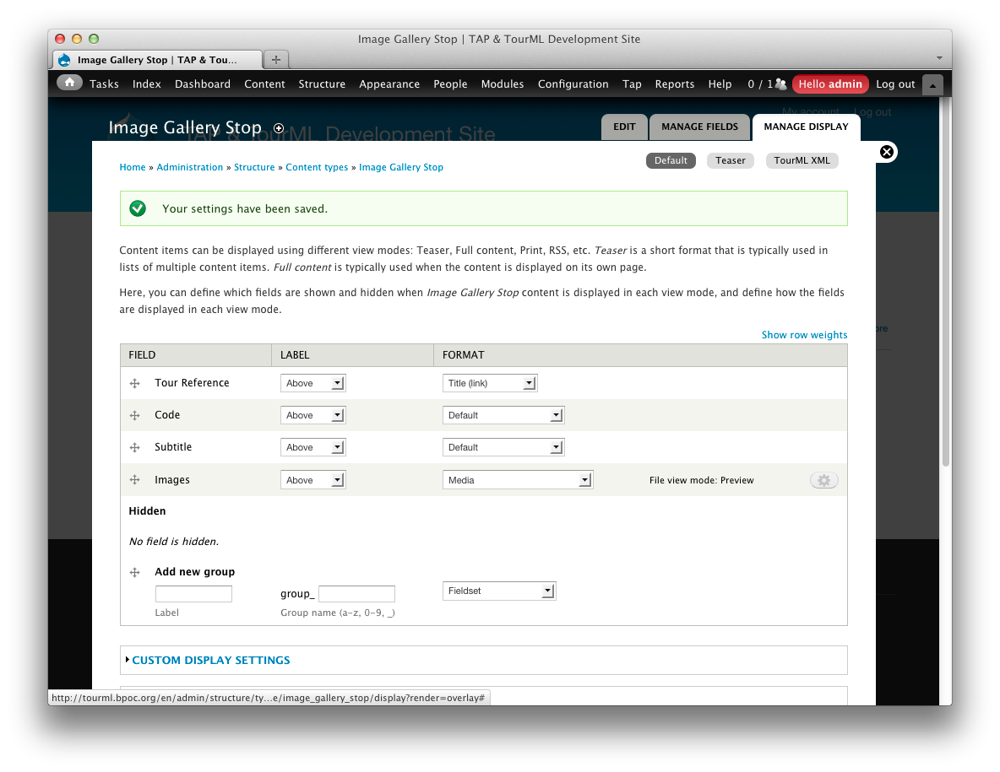 Image Gallery Stop | TAP & TourML Development Site
Image Gallery Stop | TAP & Tou...
Tasks Index Dashboard Content Structure Appearance People Modules Configuration Tap Reports Help 0 / 1 Hello admin Log out
My account Log out
TAP & TourML Development Site
Image Gallery Stop
EDIT MANAGE FIELDS MANAGE DISPLAY
Default Teaser TourML XML
Home » Administration » Structure » Content types » Image Gallery Stop
Your settings have been saved.
Content items can be displayed using different view modes: Teaser, Full content, Print, RSS, etc. Teaser is a short format that is typically used in
lists of multiple content items. Full content is typically used when the content is displayed on its own page.
Here, you can define which fields are shown and hidden when Image Gallery Stop content is displayed in each view mode, and define how the fields
are displayed in each view mode.
Show row weights
FIELD LABEL FORMAT
Tour Reference Above Title (link)
Code Above Default
Subtitle Above Default
Images Above Media File view mode: Preview
Hidden
No field is hidden.
Add new group
group_ Fieldset
Label Group name (a-z, 0-9, _)
CUSTOM DISPLAY SETTINGS
http://tourml.bpoc.org/en/admin/structure/ty...e/image_gallery_stop/display?render=overlay#